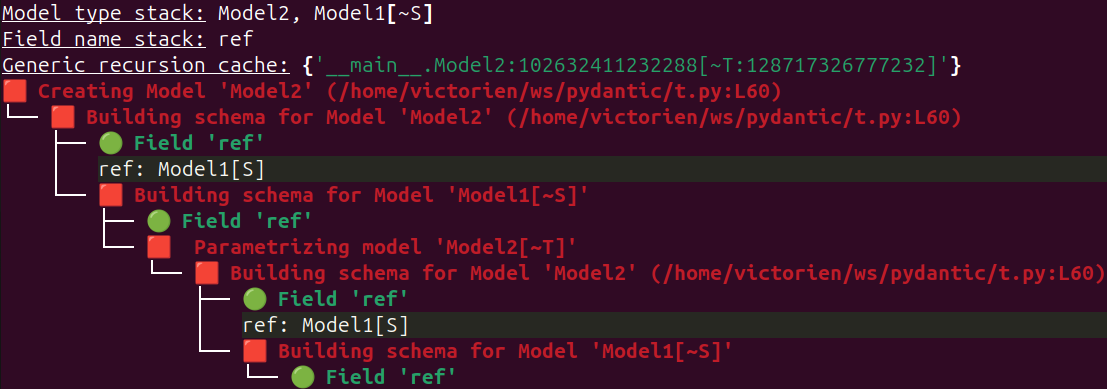 Model type stack: Model2, Model1[~S]
Field name stack: ref
Generic recursion cache: {'__main__.Model2:102632411232288[~T:128717326777232]'}
Creating Model 'Model2' (/home/victorien/ws/pydantic/t.py:L60)
Building schema for Model 'Model2' (/home/victorien/ws/pydantic/t.py:L60)
Field 'ref'
ref: Model1[S]
Building schema for Model 'Model1[~S]'
Field 'ref'
Parametrizing model 'Model2[~T]'
Building schema for Model 'Model2' (/home/victorien/ws/pydantic/t.py:L60)
Field 'ref'
ref: Model1[S]
Building schema for Model 'Model1[~S]'
Field 'ref'